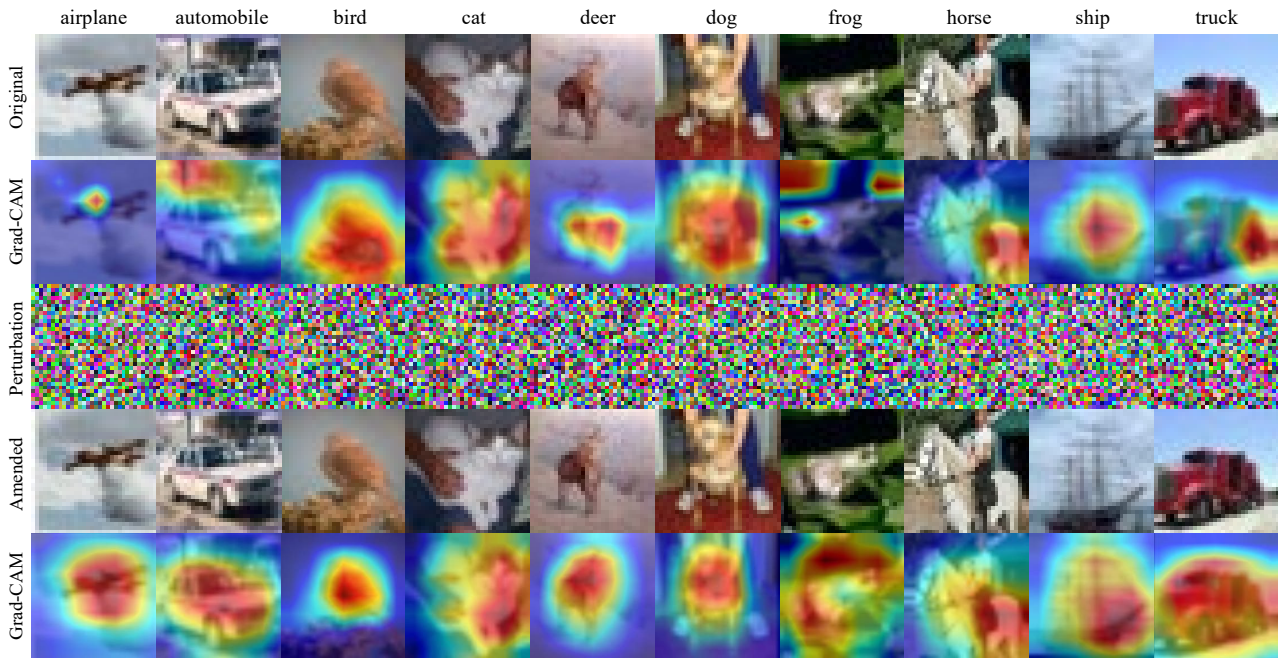 airplane automobile bird cat deer dog frog horse ship truck
Original
Grad-CAM
Perturbation
Amended
Grad-CAM